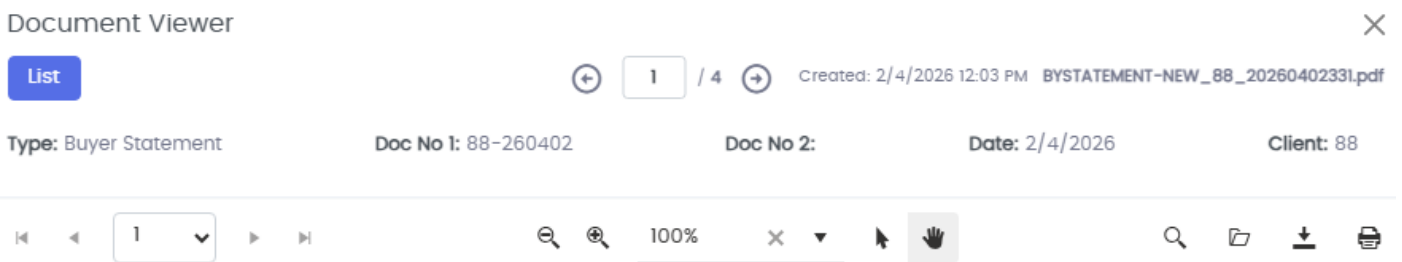 Document Viewer
List 1 / 4 Created: 2/4/2026 12:03 PM BYSTATEMENT-NEW_88_20260402331.pdf
Type: Buyer Statement Doc No 1: 88-260402 Doc No 2: Date: 2/4/2026 Client: 88
1 100%